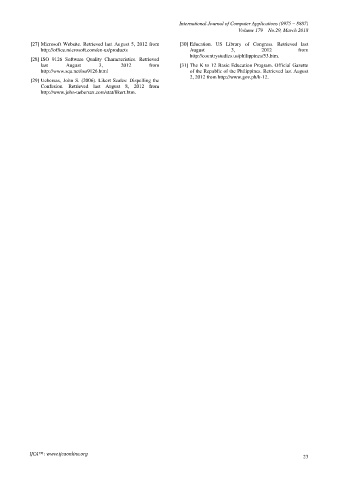 International Journal of Computer Applications (0975 – 8887)
Volume 179 – No.29, March 2018
[27] Microsoft Website. Retrieved last August 5, 2012 from
http://office.microsoft.com/en-us/products
[28] ISO 9126 Software Quality Characteristics. Retrieved
last August 2, 2012 from
http://www.sqa.net/iso9126.html
[29] Uebersax, John S. (2006). Likert Scales: Dispelling the
Confusion. Retrieved last August 8, 2012 from
http://www.john-uebersax.com/stat/likert.htm.
[30] Education. US Library of Congress. Retrieved last
August 3, 2012 from
http://countrystudies.us/philippines/53.htm.
[31] The K to 12 Basic Education Program. Official Gazette
of the Republic of the Philippines. Retrieved last August
2, 2012 from http://www.gov.ph/k-12.
IJCA™ : www.ijcaonline.org
23